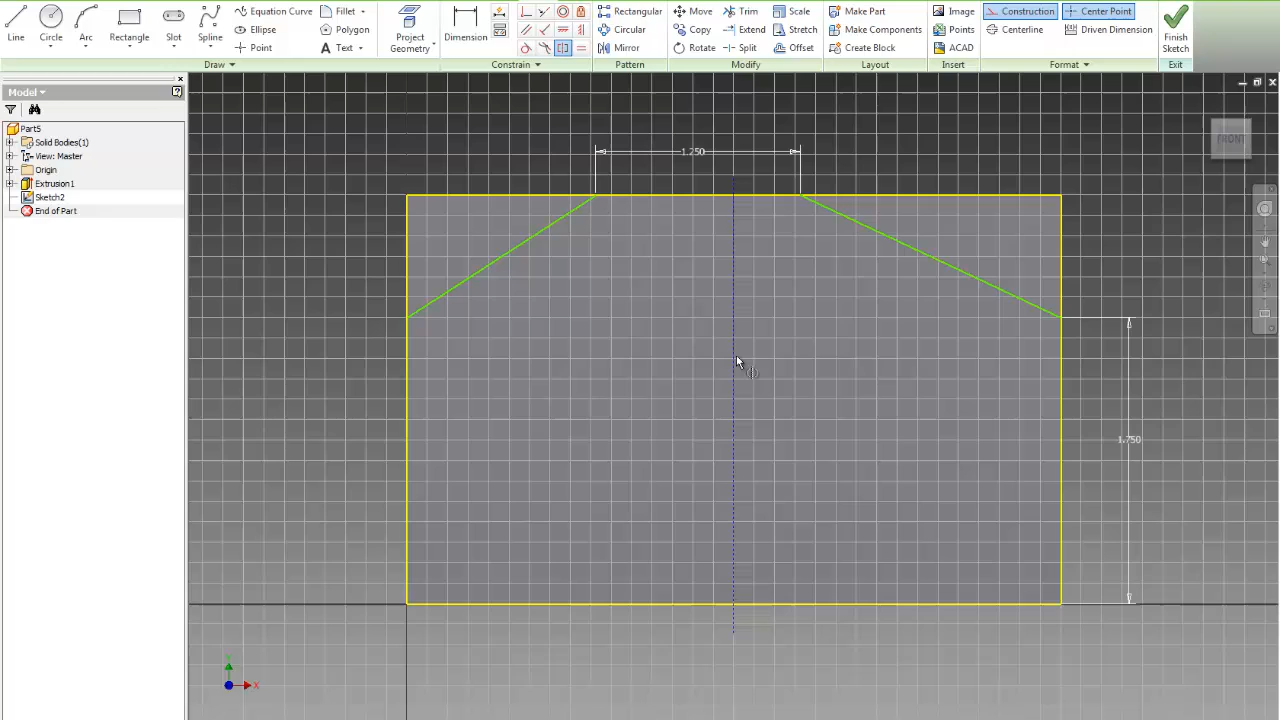 Line
Circle
Arc
Rectangle
Slot
Spline
Equation Curve
Ellipse
Point
Fillet
Polygon
Text
Project
Geometry
Dimension
Rectangular
Circular
Mirror
Move
Copy
Rotate
Trim
Extend
Split
Scale
Stretch
Offset
Make Part
Make Components
Create Block
Image
Points
ACAD
Construction
Centerline
Center Point
Driven Dimension
Finish
Sketch
Draw
Constrain
Pattern
Modify
Layout
Insert
Format
Exit
Model
Part5
Solid Bodies(1)
View: Master
Origin
Extrusion1
Sketch2
End of Part
FRONT
1.250
1.750
Y
X